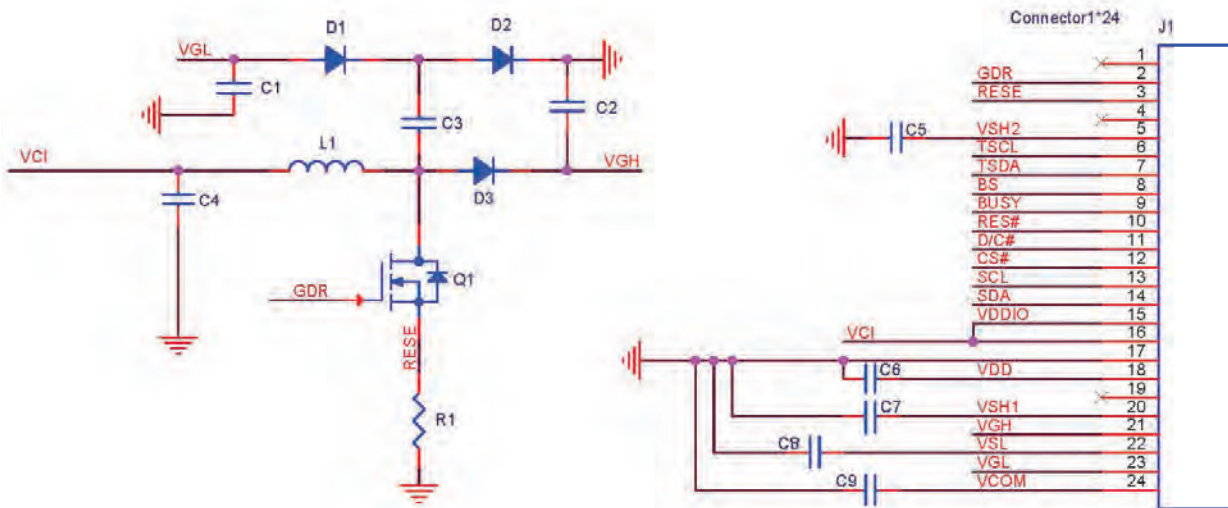 Connector1*24
J1
D1
D2
VGL
C1
C3
C2
VCI
L1
VGH
D3
C4
GDR
Q1
RESE
R1
1
GDR 2
RESE 3
4
C5 VSH2 5
TSCL 6
TSDA 7
BS 8
BUSY 9
RES# 10
D/C# 11
CS# 12
SCL 13
SDA 14
VDDIO 15
VCI 16
17
C6 VDD 18
19
C7 VSH1 20
VGH 21
C8 VSL 22
VGL 23
C9 VCOM 24